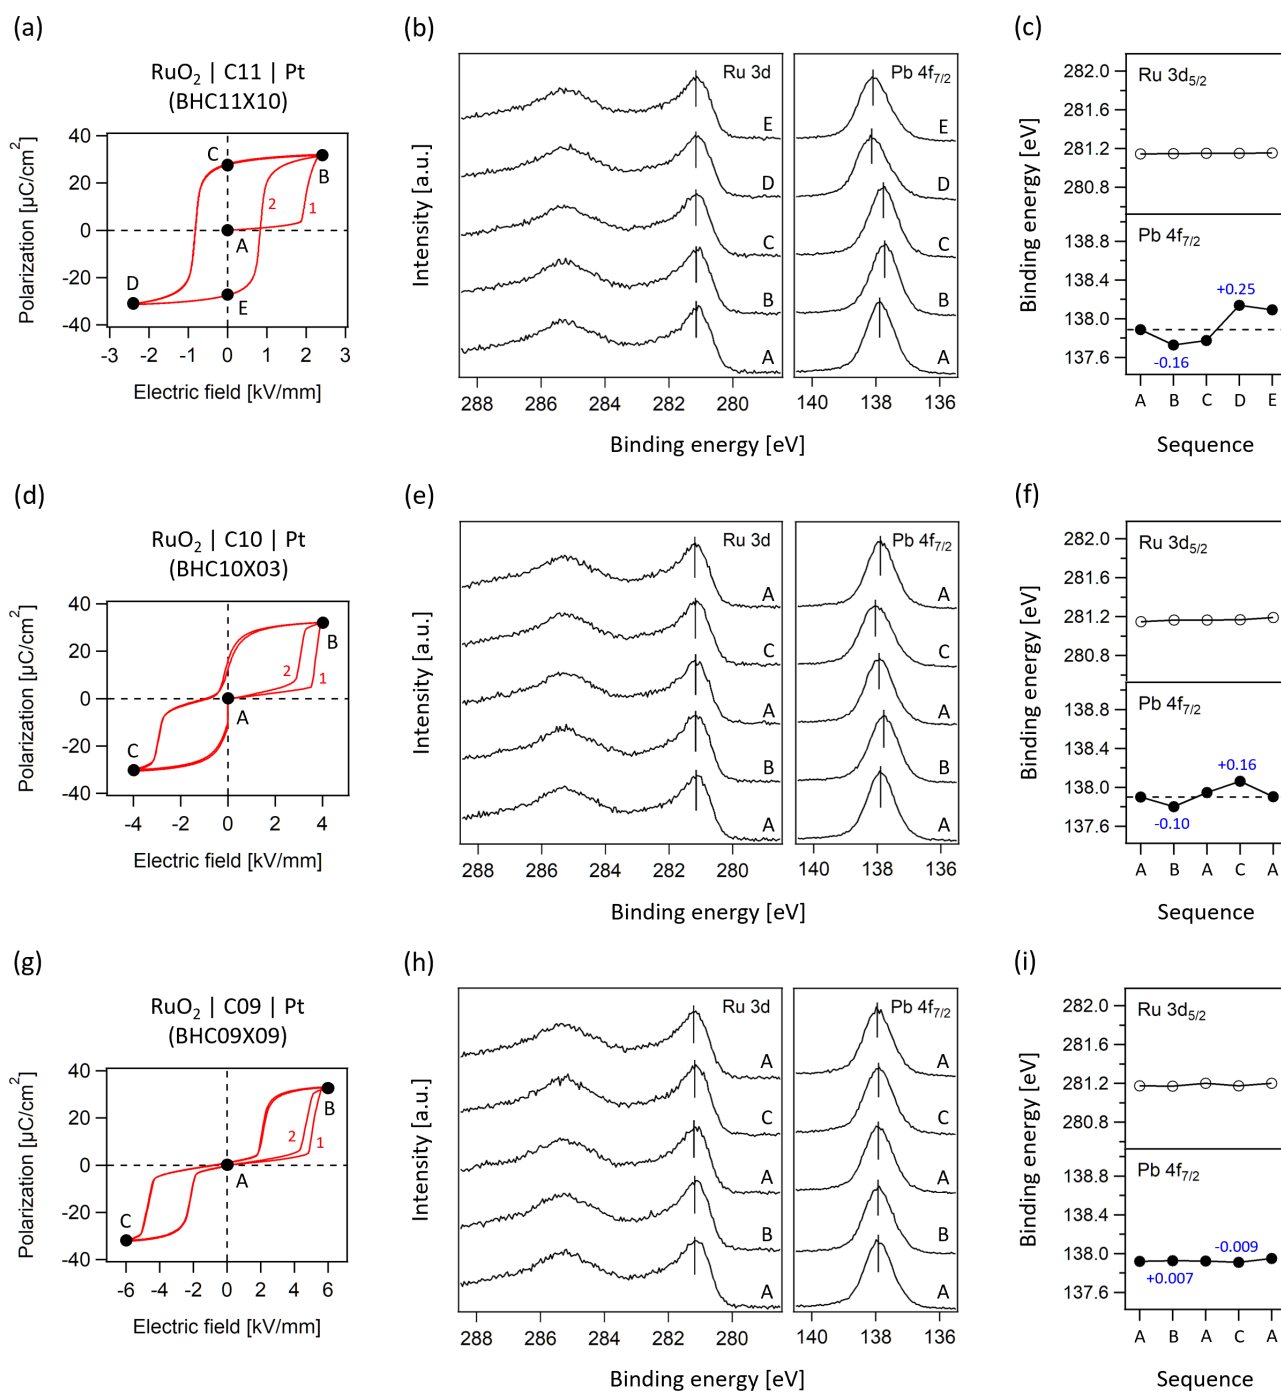 (a)
RuO2 | C11 | Pt
(BHC11X10)
Polarization [µC/cm2]
40
20
0
-20
-40
C
B
2
1
A
D
E
-3 -2 -1 0 1 2 3
Electric field [kV/mm]
(b)
Intensity [a.u.]
Ru 3d
E
D
C
B
A
288 286 284 282 280
Pb 4f7/2
E
D
C
B
A
140 138 136
Binding energy [eV]
(c)
Binding energy [eV]
282.0
281.6
281.2
280.8
Ru 3d5/2
138.8
138.4
138.0
137.6
Pb 4f7/2
+0.25
-0.16
A B C D E
Sequence
(d)
RuO2 | C10 | Pt
(BHC10X03)
Polarization [µC/cm2]
40
20
0
-20
-40
B
2
1
A
C
-4 -2 0 2 4
Electric field [kV/mm]
(e)
Intensity [a.u.]
Ru 3d
A
C
A
B
A
288 286 284 282 280
Pb 4f7/2
A
C
A
B
A
140 138 136
Binding energy [eV]
(f)
Binding energy [eV]
282.0
281.6
281.2
280.8
Ru 3d5/2
138.8
138.4
138.0
137.6
Pb 4f7/2
+0.16
-0.10
A B A C A
Sequence
(g)
RuO2 | C09 | Pt
(BHC09X09)
Polarization [µC/cm2]
40
20
0
-20
-40
B
2
1
A
C
-6 -4 -2 0 2 4 6
Electric field [kV/mm]
(h)
Intensity [a.u.]
Ru 3d
A
C
A
B
A
288 286 284 282 280
Pb 4f7/2
A
C
A
B
A
140 138 136
Binding energy [eV]
(i)
Binding energy [eV]
282.0
281.6
281.2
280.8
Ru 3d5/2
138.8
138.4
138.0
137.6
Pb 4f7/2
-0.009
+0.007
A B A C A
Sequence